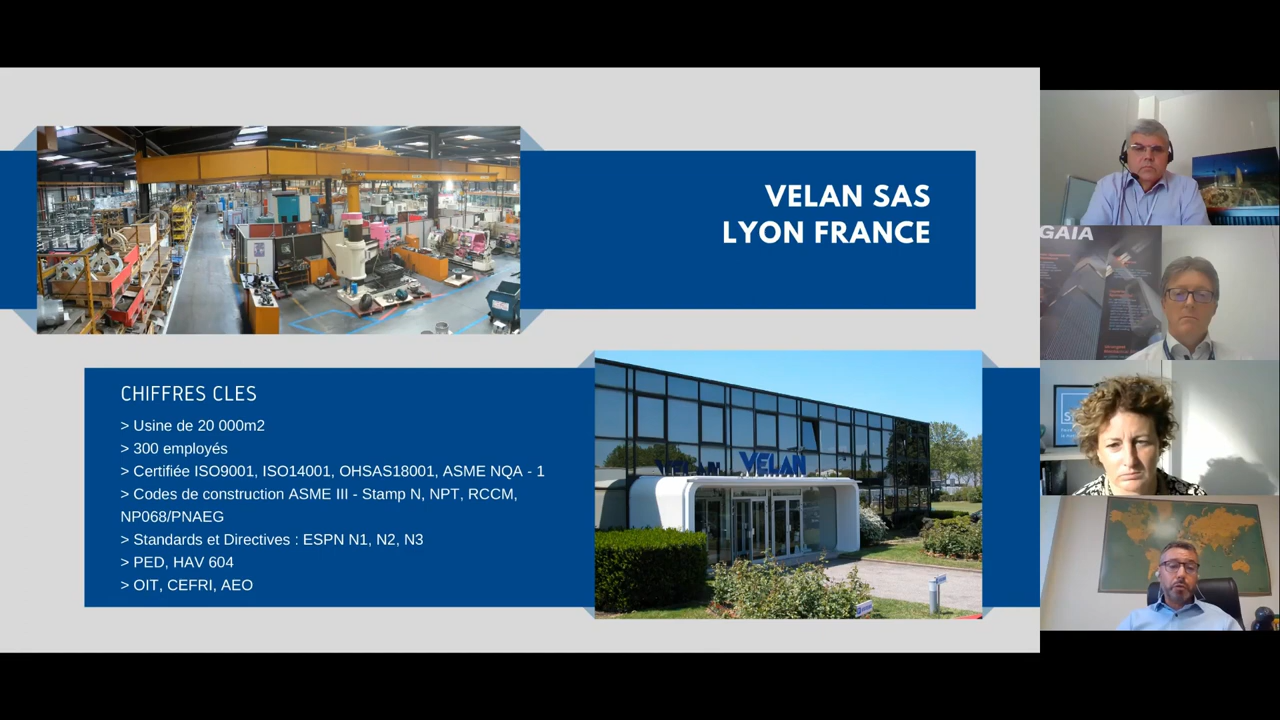 VELAN SAS
LYON FRANCE
CHIFFRES CLES
> Usine de 20 000m2
> 300 employés
> Certifiée ISO9001, ISO14001, OHSAS18001, ASME NQA - 1
> Codes de construction ASME III - Stamp N, NPT, RCCM,
NP068/PNAEG
> Standards et Directives : ESPN N1, N2, N3
> PED, HAV 604
> OIT, CEFRI, AEO
VELAN
GAIA